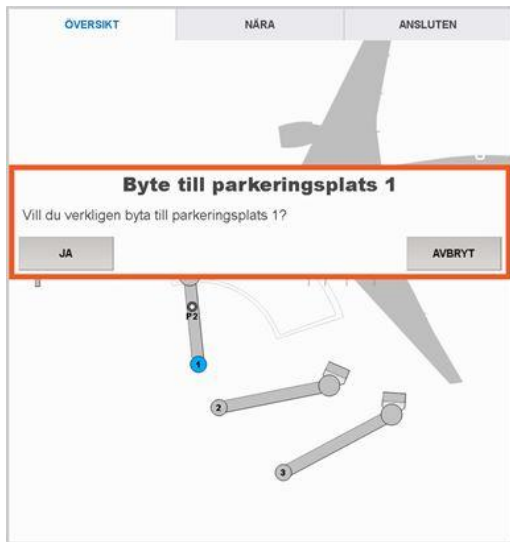 ÖVERSIKT
NÄRA
ANSLUTEN
Byte till parkeringsplats 1
Vill du verkligen byta till parkeringsplats 1?
JA
AVBRYT
P2
1
2
3